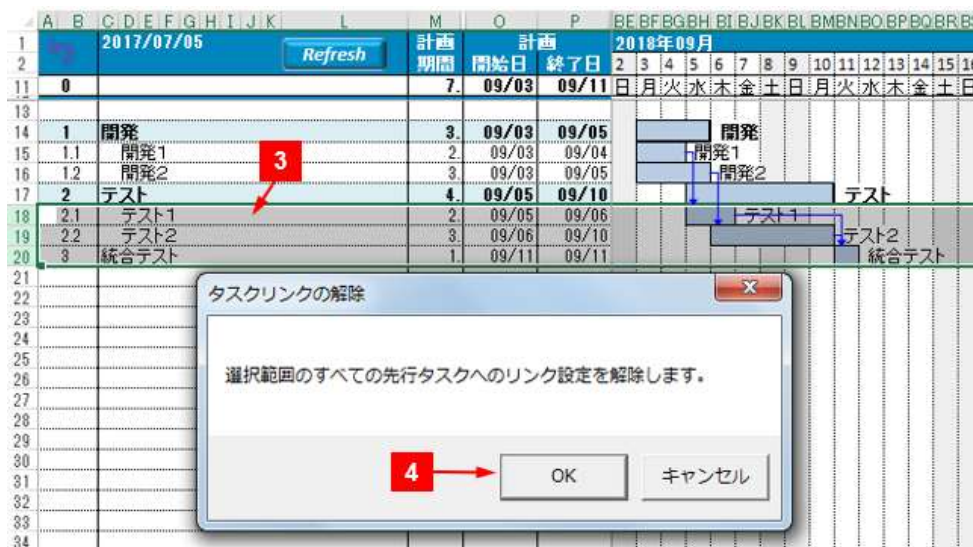 A B C D E F G H I J K L M O P BE BF BG BH BI BJ BK BL BM BN BO BP BQ BR
1 2017/07/05 Refresh 計画 計画 2018年09月
2 期間 開始日 終了日 2 3 4 5 6 7 8 9 10 11 12 13 14 15 1
11 0 7. 09/03 09/11 日 月 火 水 木 金 土 日 月 火 水 木 金 土 日
13
14 1 開発 3. 09/03 09/05 開発
15 1.1 開発1 2. 09/03 09/04 開発1
16 1.2 開発2 3. 09/03 09/05 開発2
3
17 2 テスト 4. 09/05 09/10 テスト
18 2.1 テスト1 2. 09/05 09/06 テスト1
19 2.2 テスト2 3. 09/06 09/10 テスト2
20 3 統合テスト 1. 09/11 09/11 統合テスト
21
22
23
24
25
26
27
28
29
30
31
32
33
34
タスクリンクの解除
選択範囲のすべての先行タスクへのリンク設定を解除します。
4
OK キャンセル